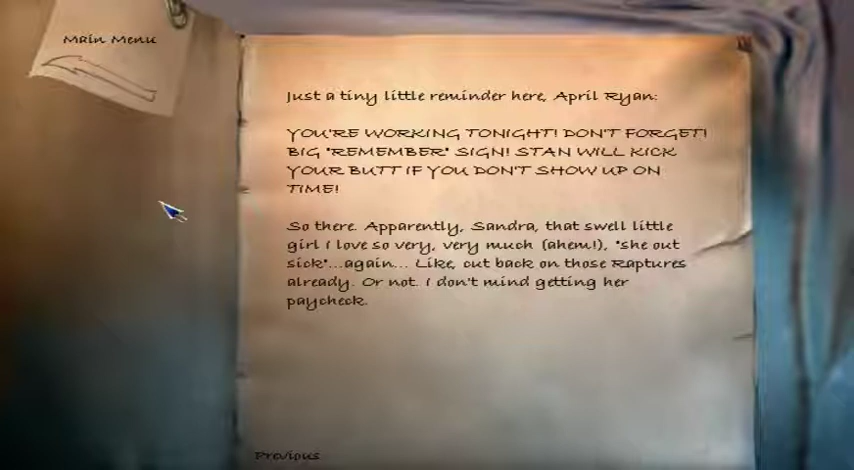 Main Menu
Just a tiny little reminder here, April Ryan:
YOU'RE WORKING TONIGHT! DON'T FORGET!
BIG "REMEMBER" SIGN! STAN WILL KICK
YOUR BUTT IF YOU DON'T SHOW UP ON
TIME!
So there. Apparently, Sandra, that swell little
girl I love so very, very much (ahem!), "she out
sick"...again... Like, cut back on those Raptures
already. Or not. I don't mind getting her
paycheck.
Previous